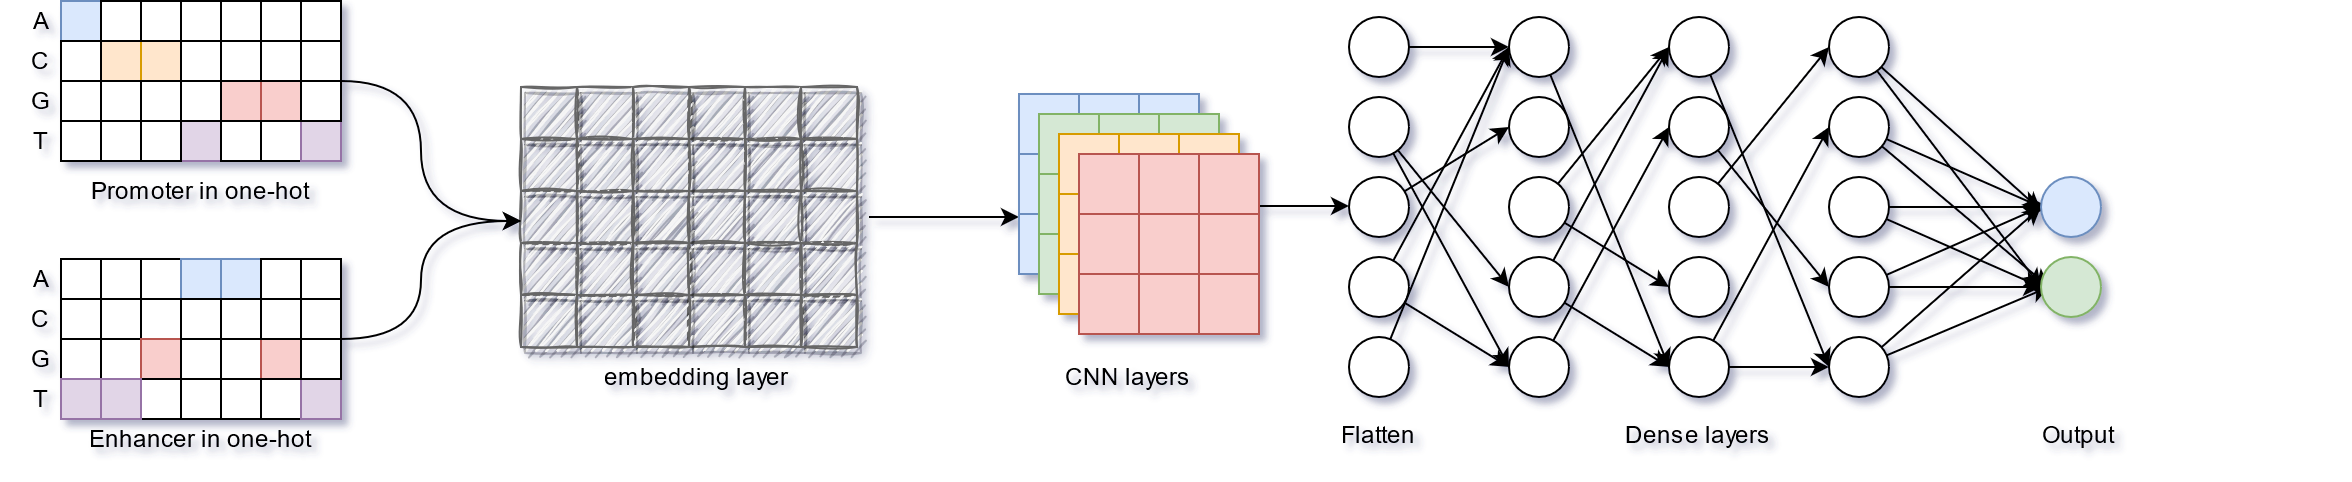 A
C
G
T
Promoter in one-hot
A
C
G
T
Enhancer in one-hot
embedding layer
CNN layers
Flatten
Dense layers
Output